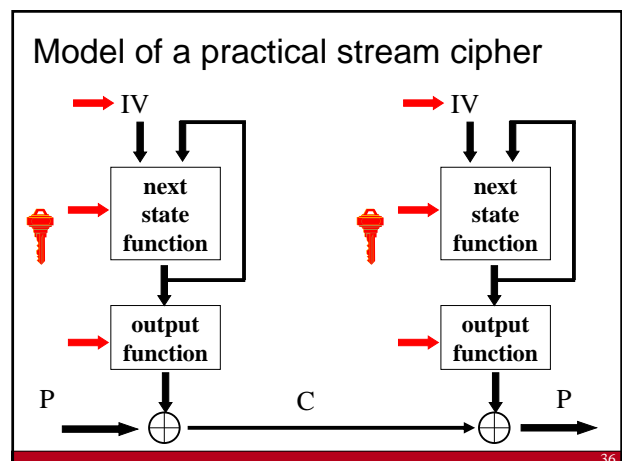 Model of a practical stream cipher
IV
next
state
function
output
function
P
IV
next
state
function
output
function
C
P
36